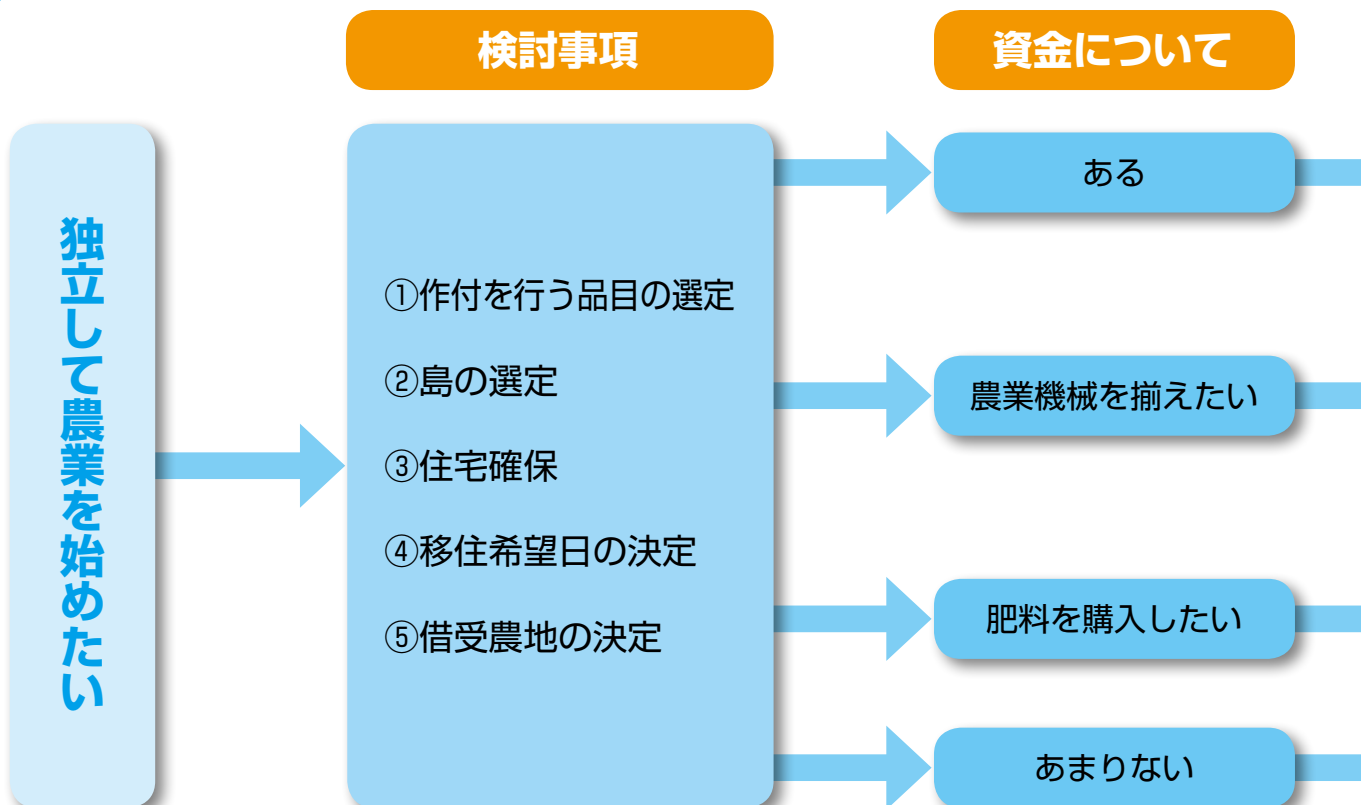 検討事項
資金について
独立して農業を始めたい
①作付を行う品目の選定
②島の選定
③住宅確保
④移住希望日の決定
⑤借受農地の決定
ある
農業機械を揃えたい
肥料を購入したい
あまりない